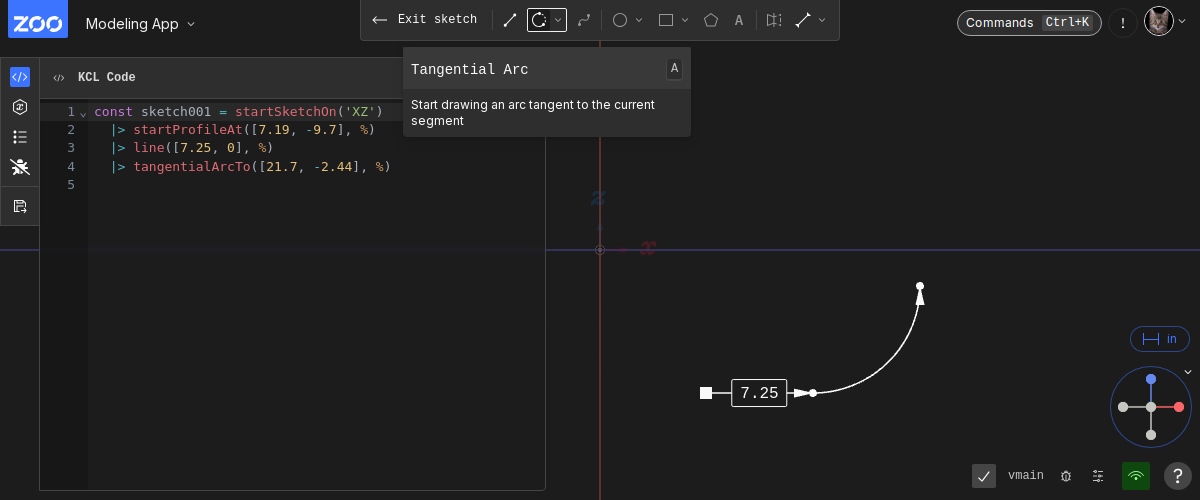 ZOO
Modeling App
Exit sketch
Commands Ctrl+K
!
KCL Code
Tangential Arc A
Start drawing an arc tangent to the current
segment
1 const sketch001 = startSketchOn('XZ')
2 |> startProfileAt([7.19, -9.7], %)
3 |> line([7.25, 0], %)
4 |> tangentialArcTo([21.7, -2.44], %)
5
z
x
in
7.25
vmain
?